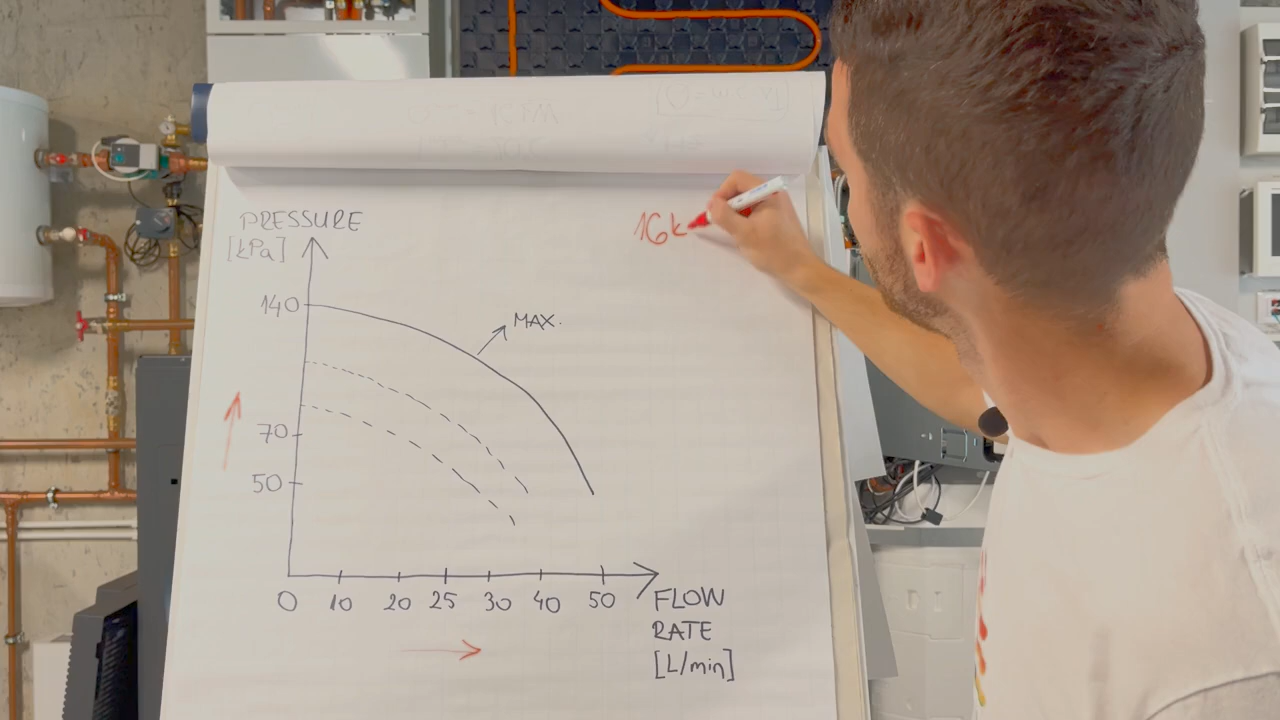 PRESSURE
[kPa]
16k
140
MAX.
70
50
0 10 20 25 30 40 50
FLOW
RATE
[L/min]